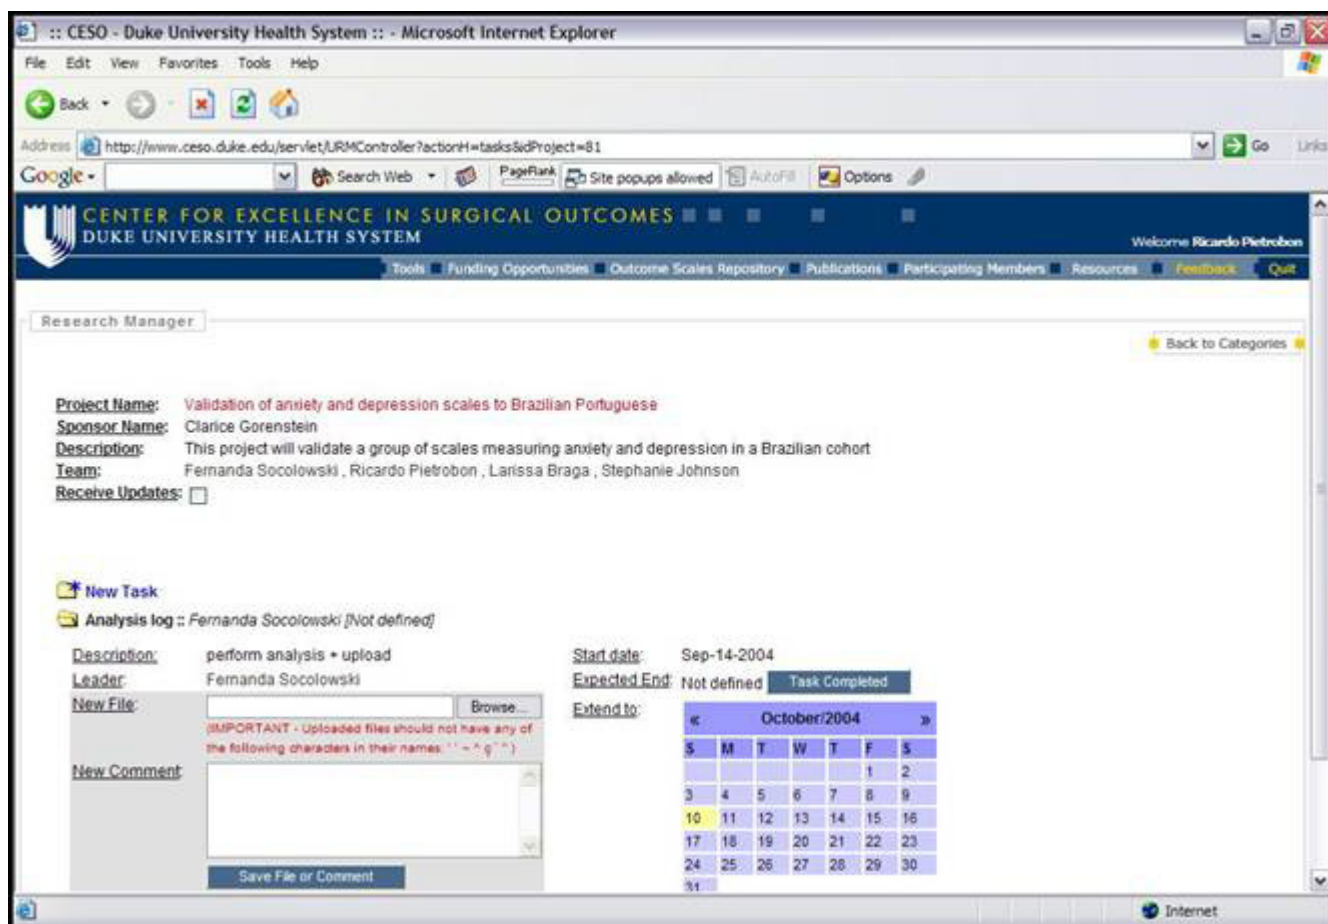 :: CESO - Duke University Health System :: - Microsoft Internet Explorer
File Edit View Favorites Tools Help
Back
Address http://www.ceso.duke.edu/servlet/URMController?actionH=tasks&idProject=81 Go Links
Google Search Web PageRank Site popups allowed AutoFill Options
CENTER FOR EXCELLENCE IN SURGICAL OUTCOMES
DUKE UNIVERSITY HEALTH SYSTEM
Welcome Ricardo Pietrobon
Tools Funding Opportunities Outcome Scales Repository Publications Participating Members Resources Feedback Quit
Research Manager
Back to Categories
Project Name: Validation of anxiety and depression scales to Brazilian Portuguese
Sponsor Name: Clarice Gorenstein
Description: This project will validate a group of scales measuring anxiety and depression in a Brazilian cohort
Team: Fernanda Socolowski , Ricardo Pietrobon , Larissa Braga , Stephanie Johnson
Receive Updates:
New Task
Analysis log :: Fernanda Socolowski [Not defined]
Description: perform analysis + upload
Leader: Fernanda Socolowski
New File: Browse...
(IMPORTANT - Uploaded files should not have any of
the following characters in their names:
New Comment:
Save File or Comment
Start date: Sep-14-2004
Expected End: Not defined Task Completed
Extend to:
« October/2004 »
S M T W T F S
1 2
3 4 5 6 7 8 9
10 11 12 13 14 15 16
17 18 19 20 21 22 23
24 25 26 27 28 29 30
31
Internet